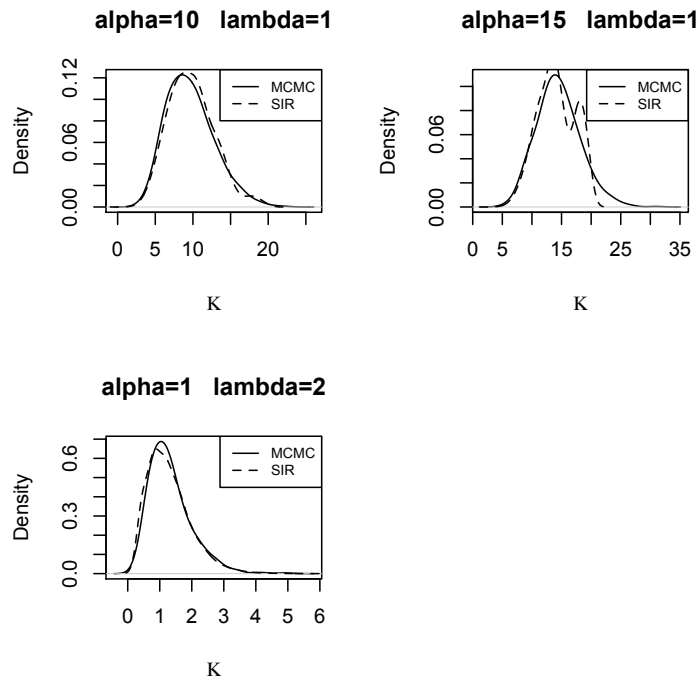 alpha=10 lambda=1
Density
0.00 0.06 0.12
MCMC
SIR
0 5 10 20
K
alpha=15 lambda=1
Density
0.00 0.06
MCMC
SIR
0 5 15 25 35
K
alpha=1 lambda=2
Density
0.0 0.3 0.6
MCMC
SIR
0 1 2 3 4 5 6
K